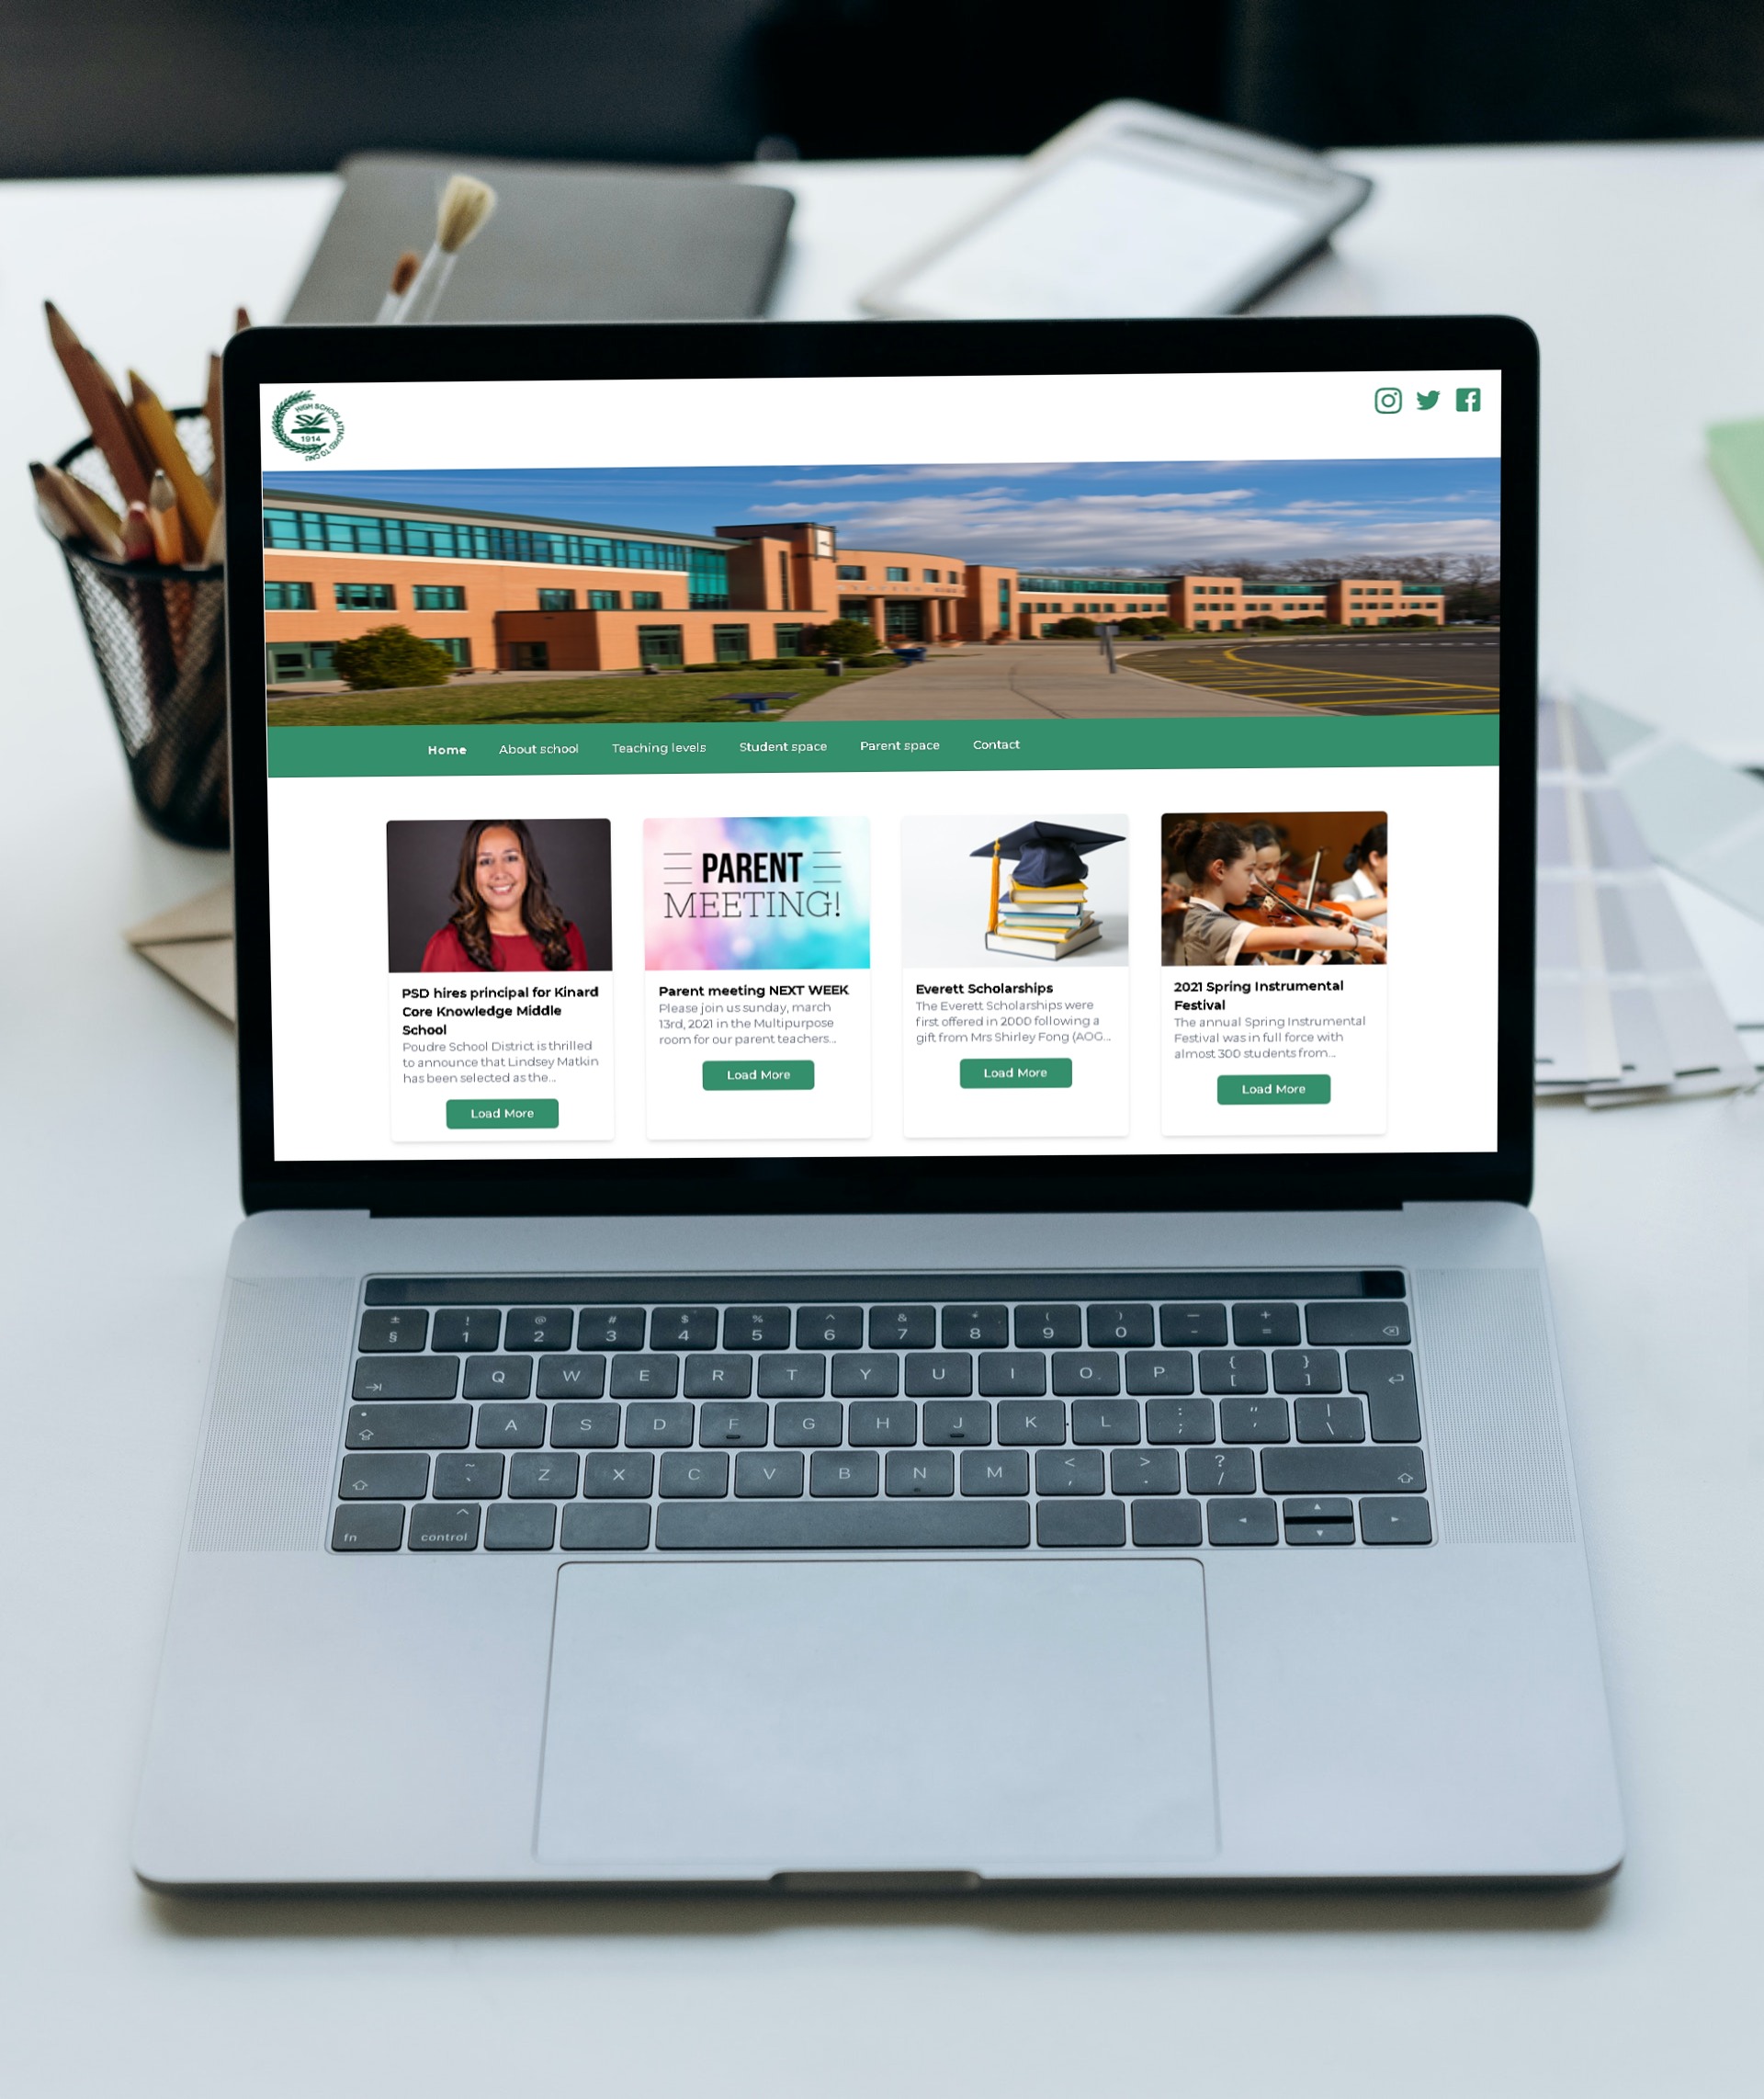 HIGH SCHOOL ATTACHED TO CNU
1914
Home About school Teaching levels Student space Parent space Contact
PARENT
MEETING!
PSD hires principal for Kinard
Core Knowledge Middle
School
Poudre School District is thrilled
to announce that Lindsey Matkin
has been selected as the...
Load More
Parent meeting NEXT WEEK
Please join us sunday, march
13rd, 2021 in the Multipurpose
room for our parent teachers...
Load More
Everett Scholarships
The Everett Scholarships were
first offered in 2000 following a
gift from Mrs Shirley Fong (AOG...
Load More
2021 Spring Instrumental
Festival
The annual Spring Instrumental
Festival was in full force with
almost 300 students from...
Load More
± ! @ # $ % ^ & * ( ) — +
§ 1 2 3 4 5 6 7 8 9 0 - =
Q W E R T Y U I O P { [ } ]
A S D F G H J K L : ; " ' | \
~ ` Z X C V B N M < , > . ? /
fn control